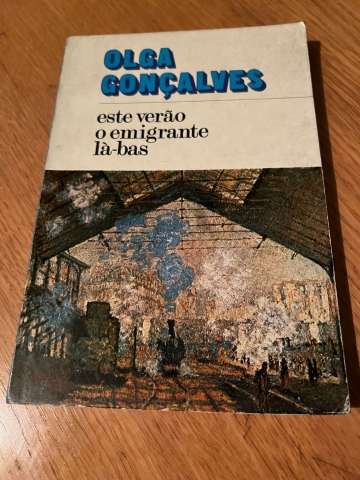 OLGA
GONÇALVES
este verão
o emigrante
là-bas